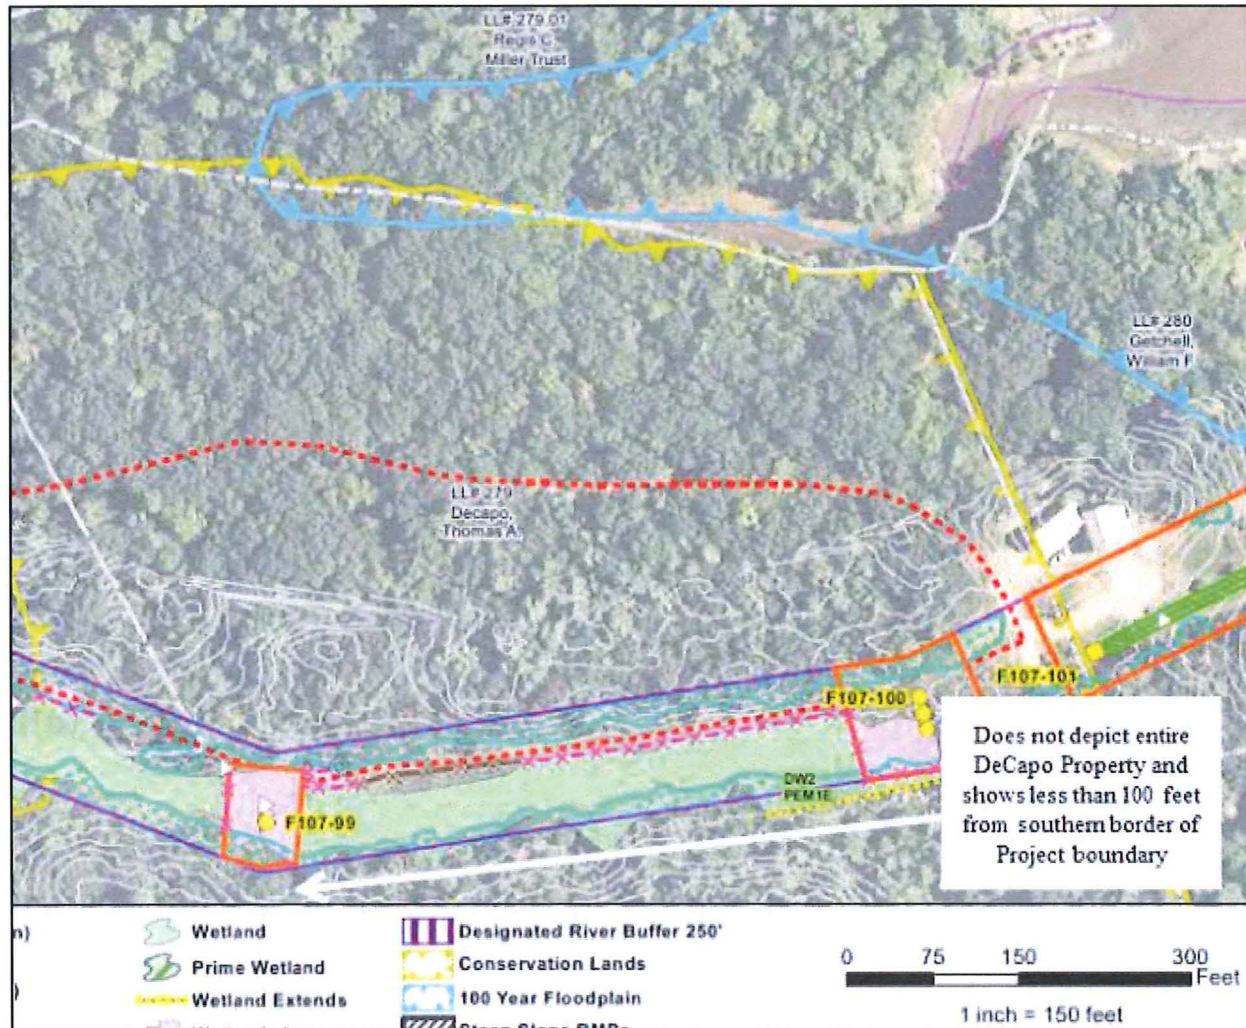 LL# 279.01
Regis C.
Miller Trust
LL# 280
Getchell,
William F.
LL# 279
Decapo,
Thomas A.
F107-101
F107-100
Does not depict entire
DeCapo Property and
shows less than 100 feet
from southern border of
Project boundary
DW2
PEM1E
F107-99
n)
Wetland
Designated River Buffer 250'
Prime Wetland
Conservation Lands
0 75 150 300
Feet
)
Wetland Extends
100 Year Floodplain
1 inch = 150 feet